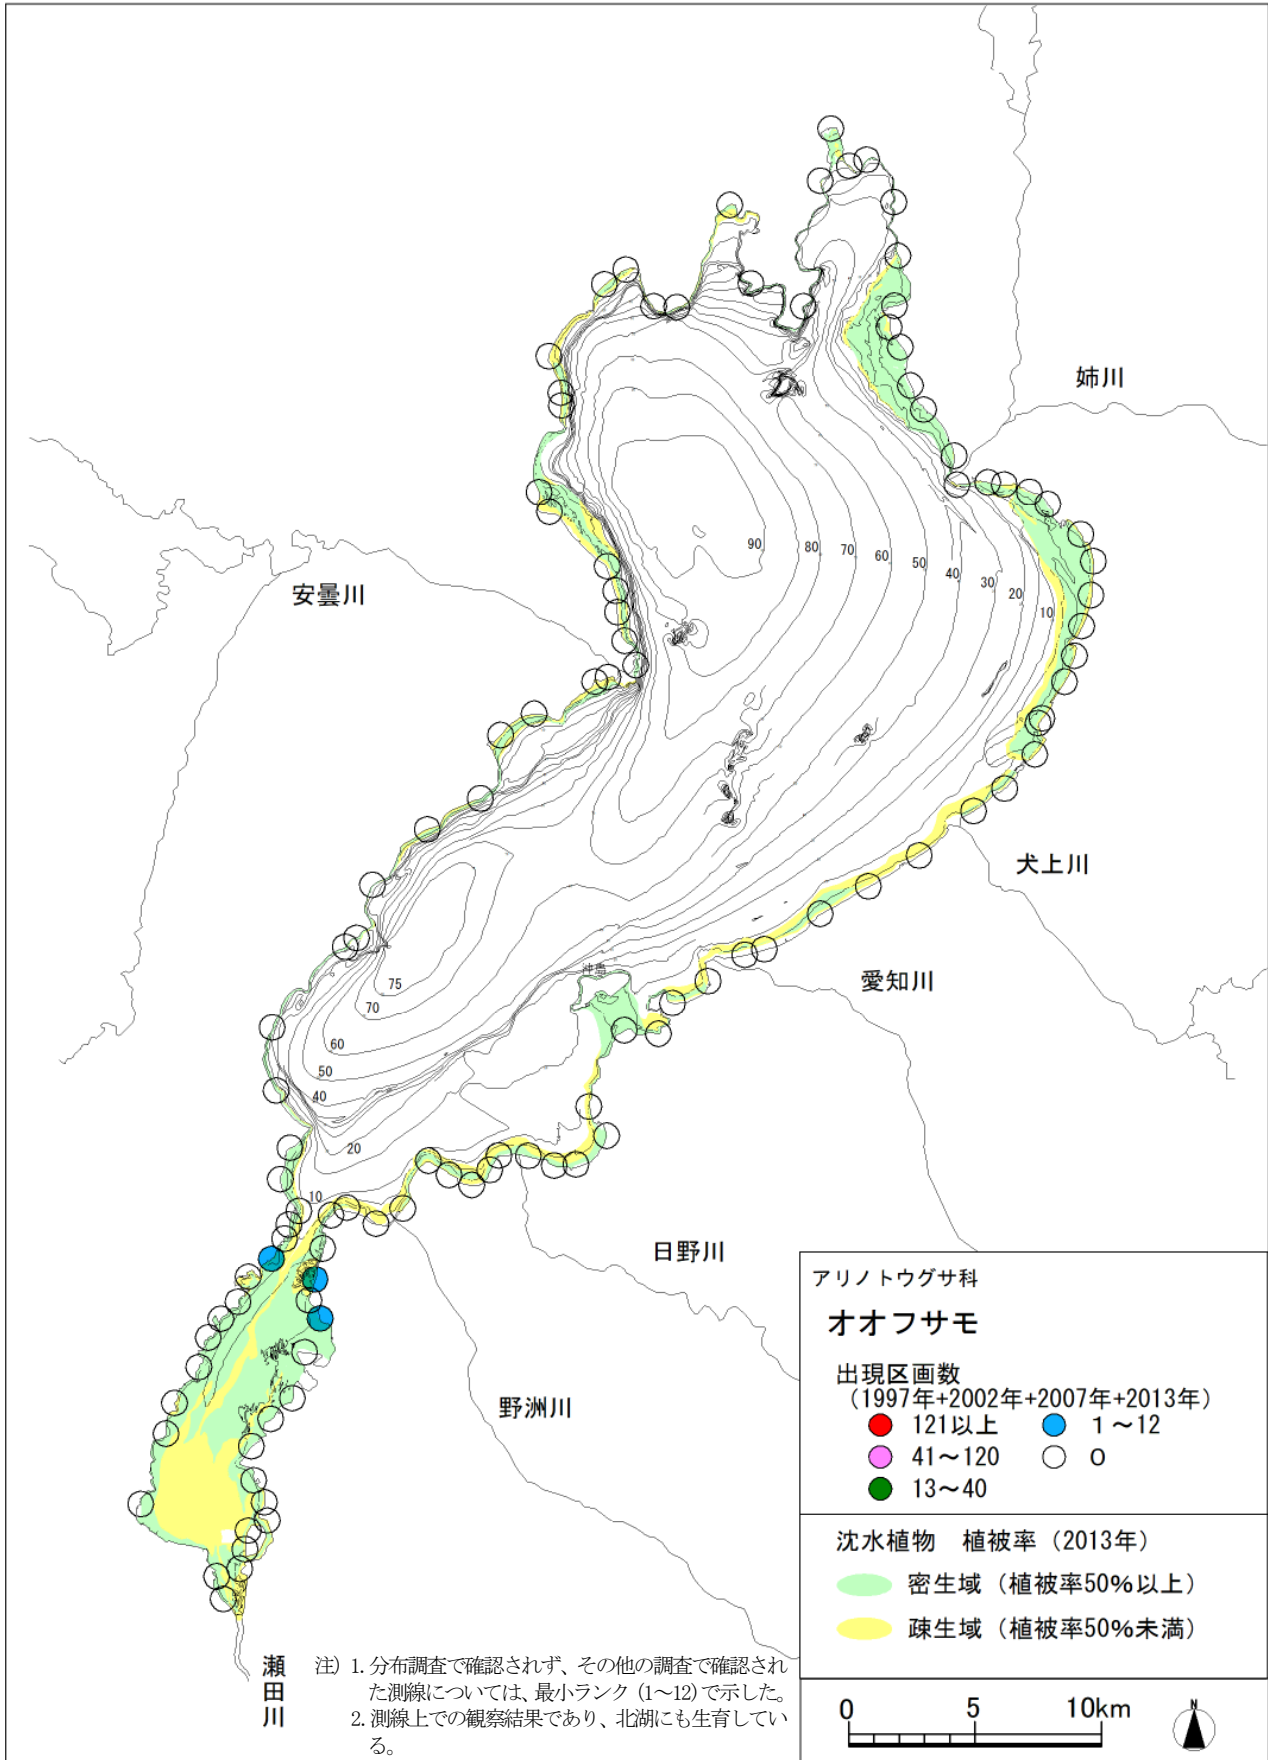 姉川
安曇川
90
80
70
60
50
40
30
20
10
犬上川
沖島
愛知川
75
70
60
50
40
20
10
日野川
野洲川
瀬田川
アリノトウグサ科
オオフサモ
出現区画数
(1997年+2002年+2007年+2013年)
121以上
1～12
41～120
0
13～40
沈水植物 植被率(2013年)
密生域(植被率50%以上)
疎生域(植被率50%未満)
注) 1. 分布調査で確認されず、その他の調査で確認され
た測線については、最小ランク(1～12)で示した。
2. 測線上での観察結果であり、北湖にも生育してい
る。
0 5 10km
N